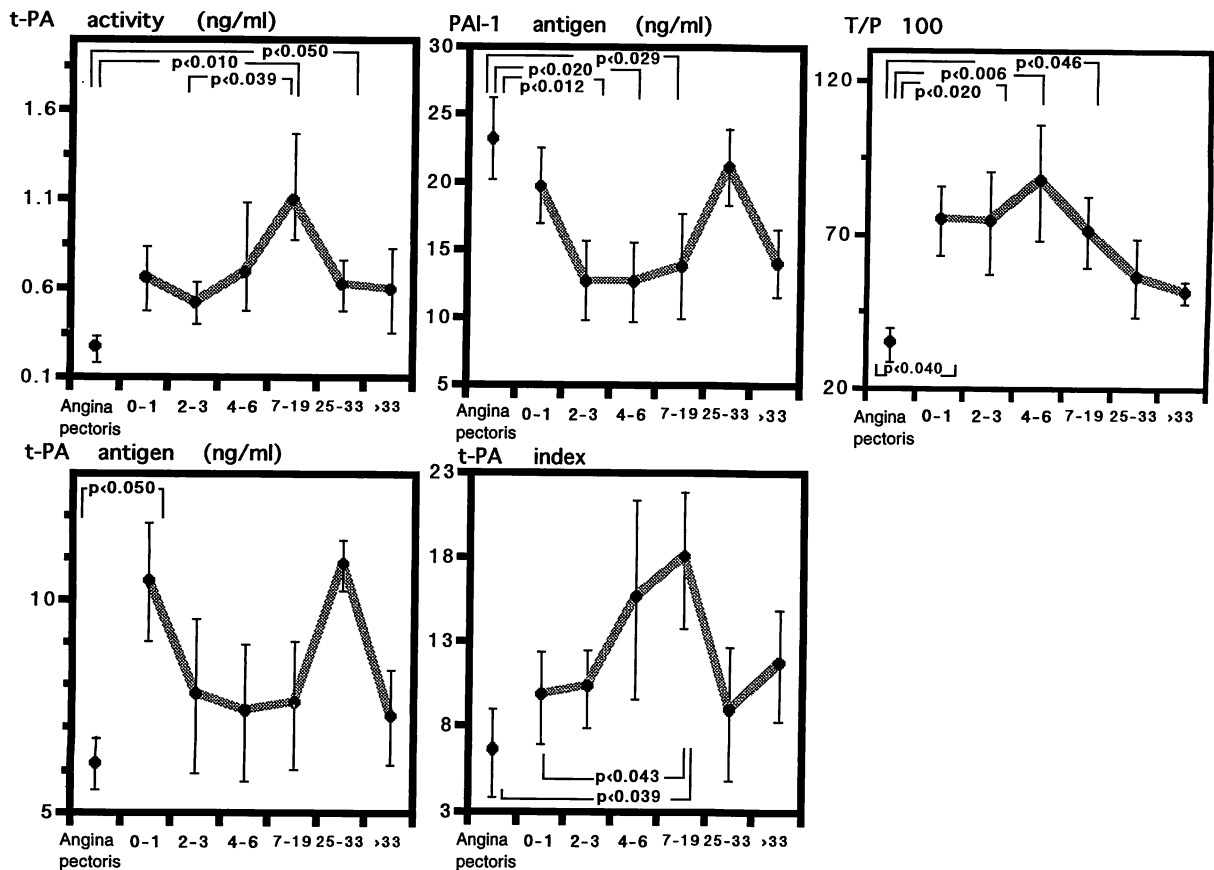 t-PA activity (ng/ml)
p<0.050
p<0.010
p<0.039
1.6
1.1
0.6
0.1
Angina pectoris
0-1 2-3 4-6 7-19 25-33 >33
PAI-1 antigen (ng/ml)
30
p<0.029
p<0.020
p<0.012
25
20
15
10
5
Angina pectoris
0-1 2-3 4-6 7-19 25-33 >33
T/P 100
p<0.046
p<0.006
p<0.020
120
70
20
p<0.040
Angina pectoris
0-1 2-3 4-6 7-19 25-33 >33
t-PA antigen (ng/ml)
p<0.050
10
5
Angina pectoris
0-1 2-3 4-6 7-19 25-33 >33
t-PA index
23
18
13
8
3
p<0.043
p<0.039
Angina pectoris
0-1 2-3 4-6 7-19 25-33 >33